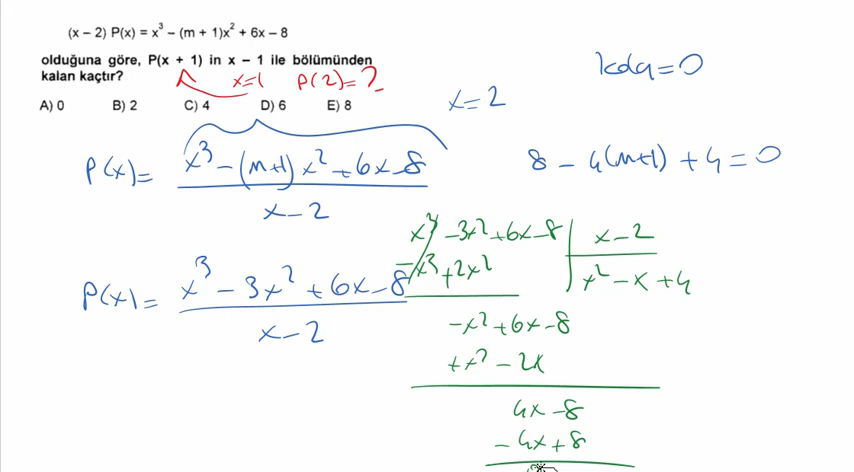 (x – 2) P(x) = x³ – (m + 1)x² + 6x – 8
olduğuna göre, P(x + 1) in x – 1 ile bölümünden
kalan kaçtır?
x=1 P(2)=?
A) 0 B) 2 C) 4 D) 6 E) 8
kdq=0
x=2
P(x)= x³-(m+1)x²+6x-8
x-2
8-4(m+1)+4=0
P(x)= x³-3x²+6x-8
x-2
x³-3x²+6x-8 x-2
-x³+2x² x²-x+4
-x²+6x-8
+x²-2x
4x-8
-4x+8